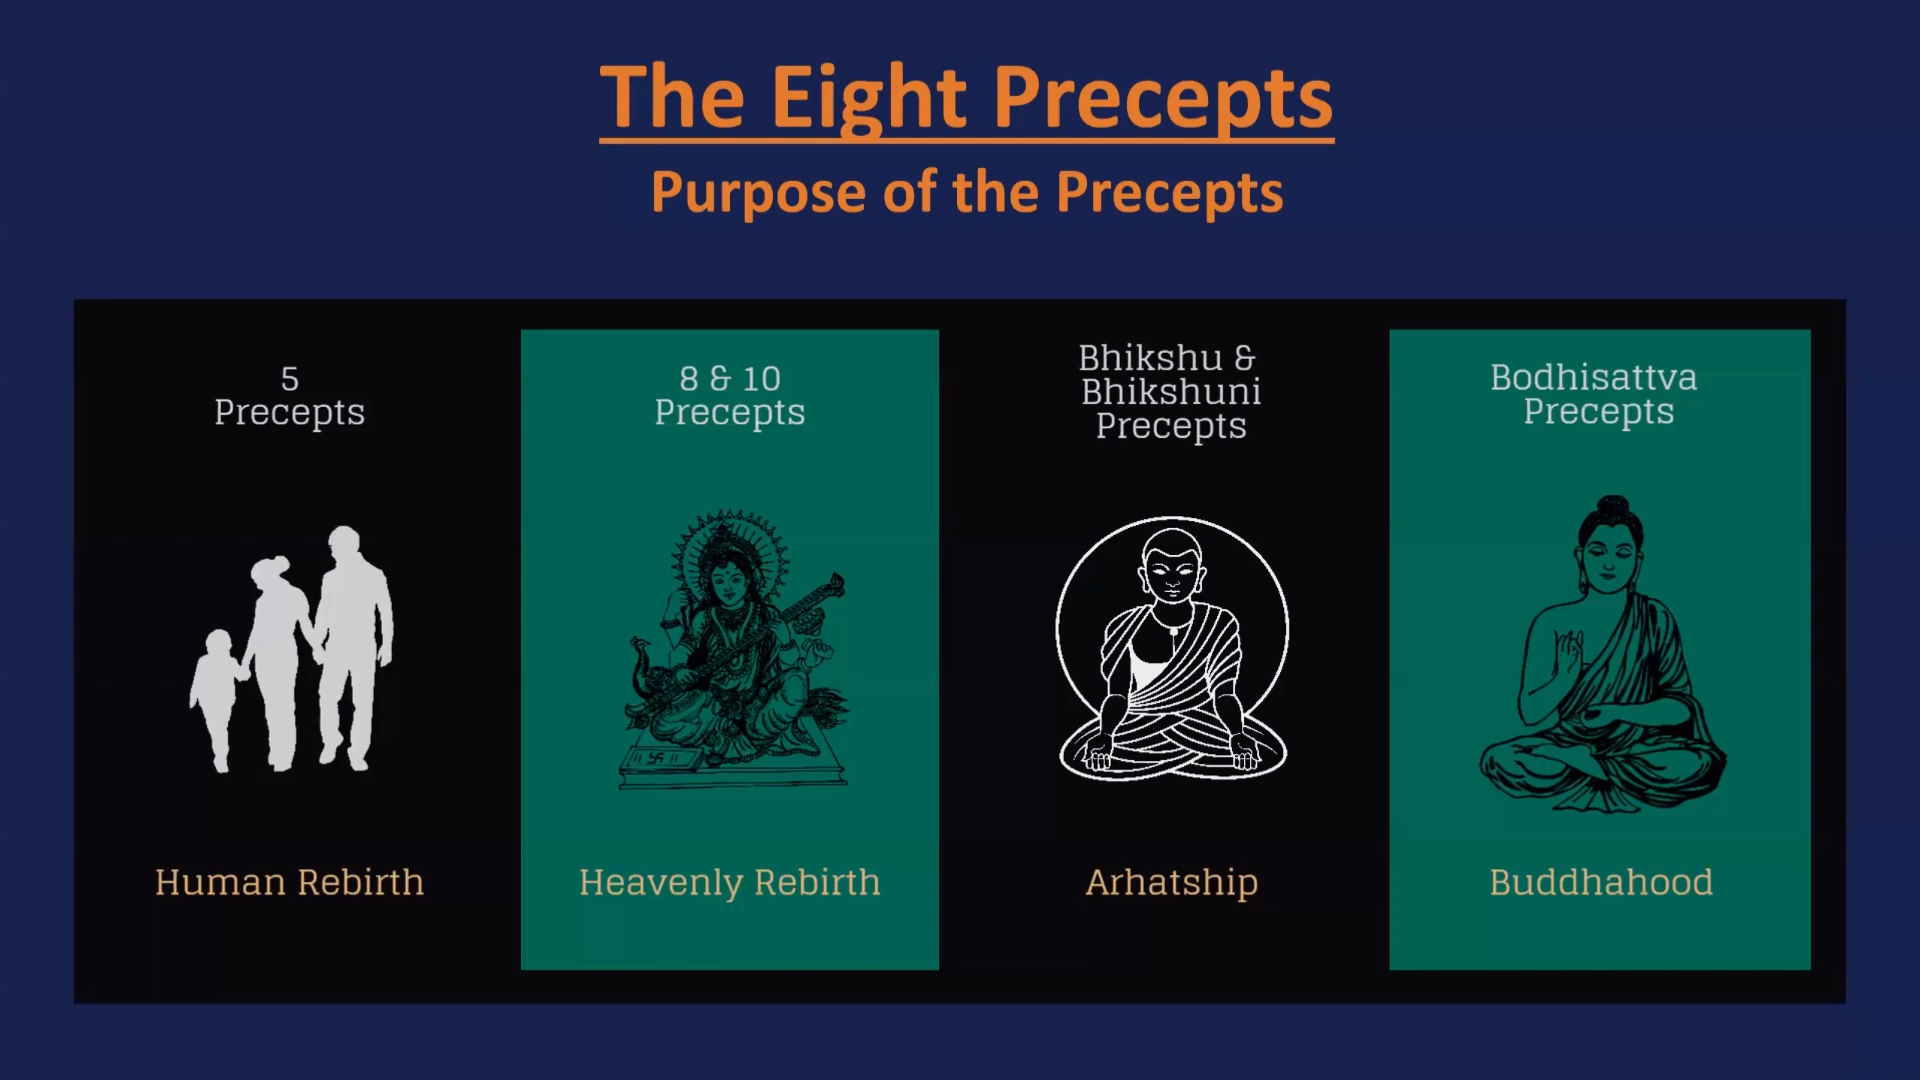 The Eight Precepts
Purpose of the Precepts
5
Precepts
Human Rebirth
8 & 10
Precepts
Heavenly Rebirth
Bhikshu &
Bhikshuni
Precepts
Arhatship
Bodhisattva
Precepts
Buddhahood